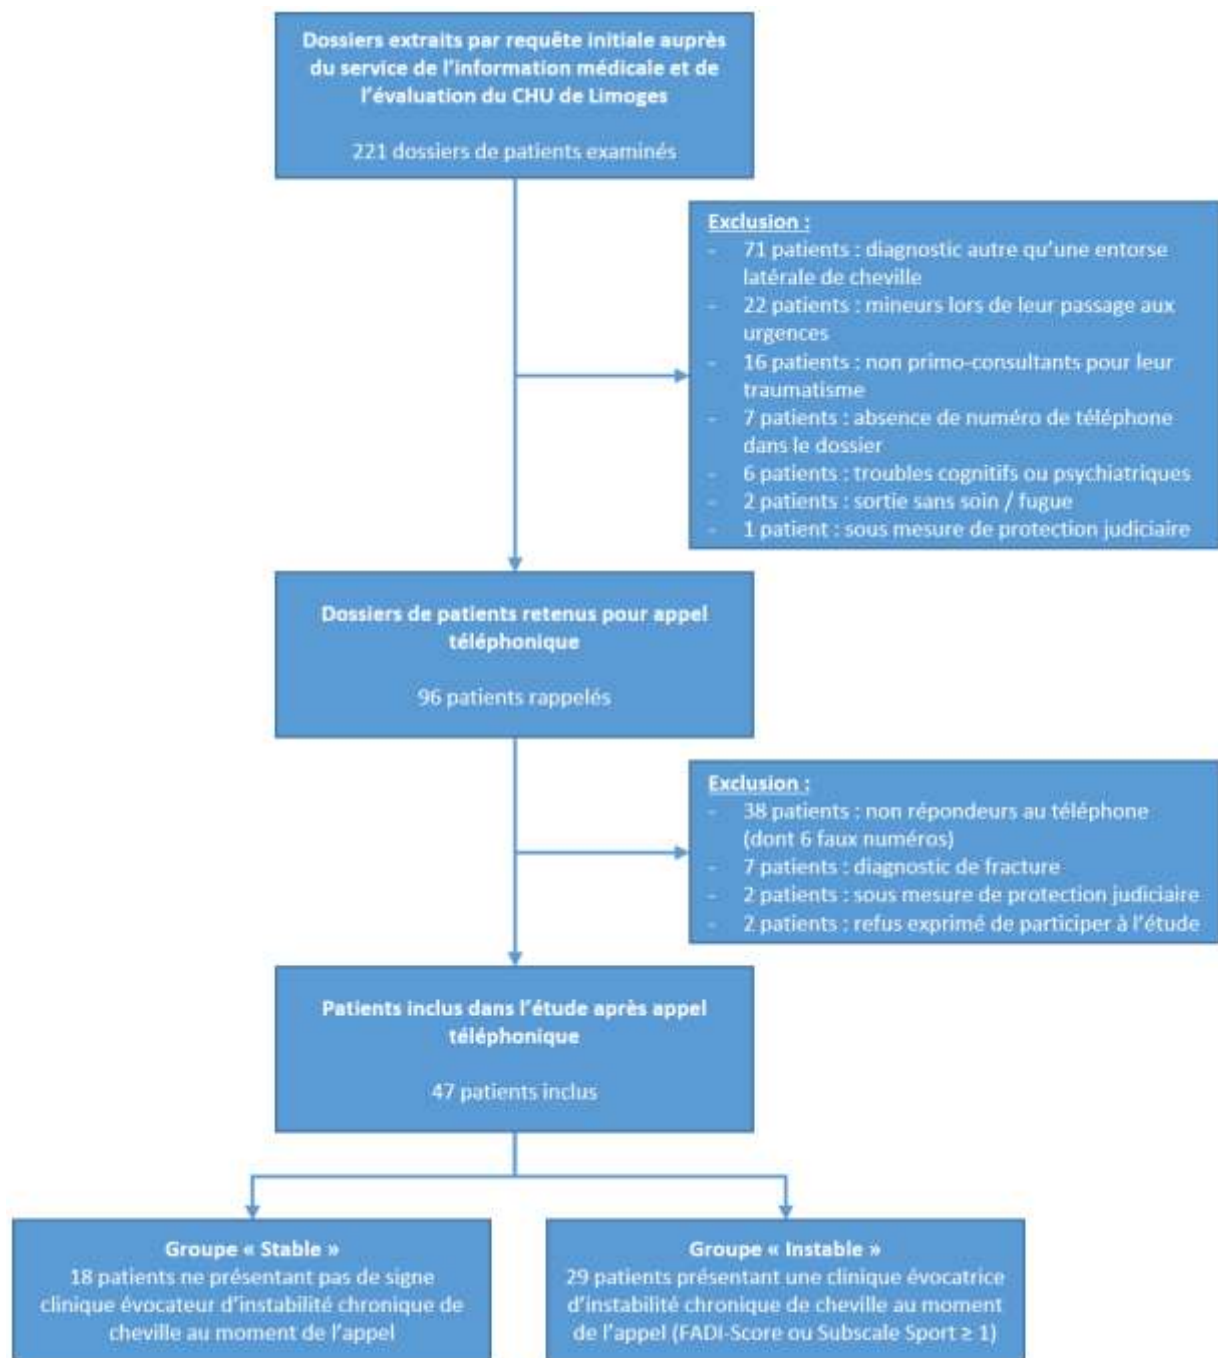 Dossiers extraits par requête initiale auprès
du service de l'information médicale et de
l'évaluation du CHU de Limoges
221 dossiers de patients examinés
Exclusion :
- 71 patients : diagnostic autre qu'une entorse
latérale de cheville
- 22 patients : mineurs lors de leur passage aux
urgences
- 16 patients : non primo-consultants pour leur
traumatisme
- 7 patients : absence de numéro de téléphone
dans le dossier
- 6 patients : troubles cognitifs ou psychiatriques
- 2 patients : sortie sans soin / fugue
- 1 patient : sous mesure de protection judiciaire
Dossiers de patients retenus pour appel
téléphonique
96 patients rappelés
Exclusion :
- 38 patients : non répondeurs au téléphone
(dont 6 faux numéros)
- 7 patients : diagnostic de fracture
- 2 patients : sous mesure de protection judiciaire
- 2 patients : refus exprimé de participer à l'étude
Patients inclus dans l'étude après appel
téléphonique
47 patients inclus
Groupe « Stable »
18 patients ne présentant pas de signe
clinique évocateur d'instabilité chronique de
cheville au moment de l'appel
Groupe « Instable »
29 patients présentant une clinique évocatrice
d'instabilité chronique de cheville au moment
de l'appel (FADI-Score ou Subscale Sport ≥ 1)